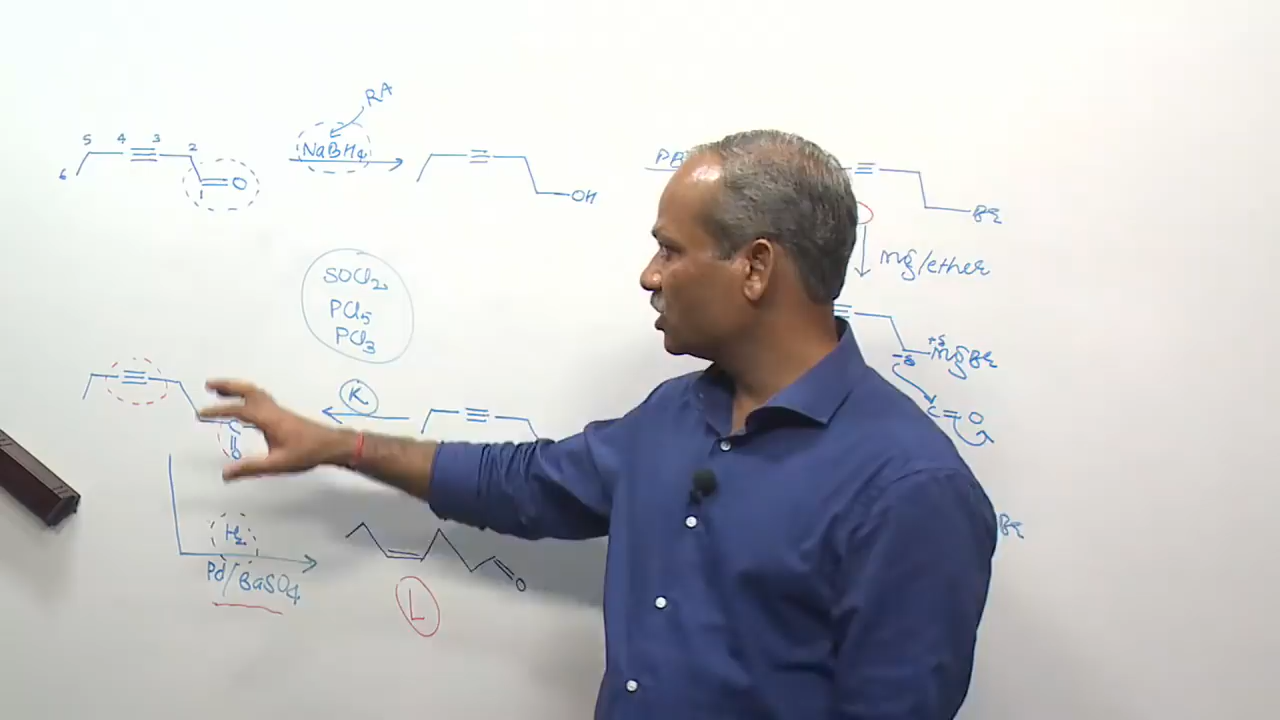 RA
5 4 3 2
NaBH4
6
O
OH
PB
Br
SOCl2
PCl5
PCl3
Mg/ether
+δ
-δ MgBr
C=O
K
C
O
H2
Pd/BaSO4
O
L
Br